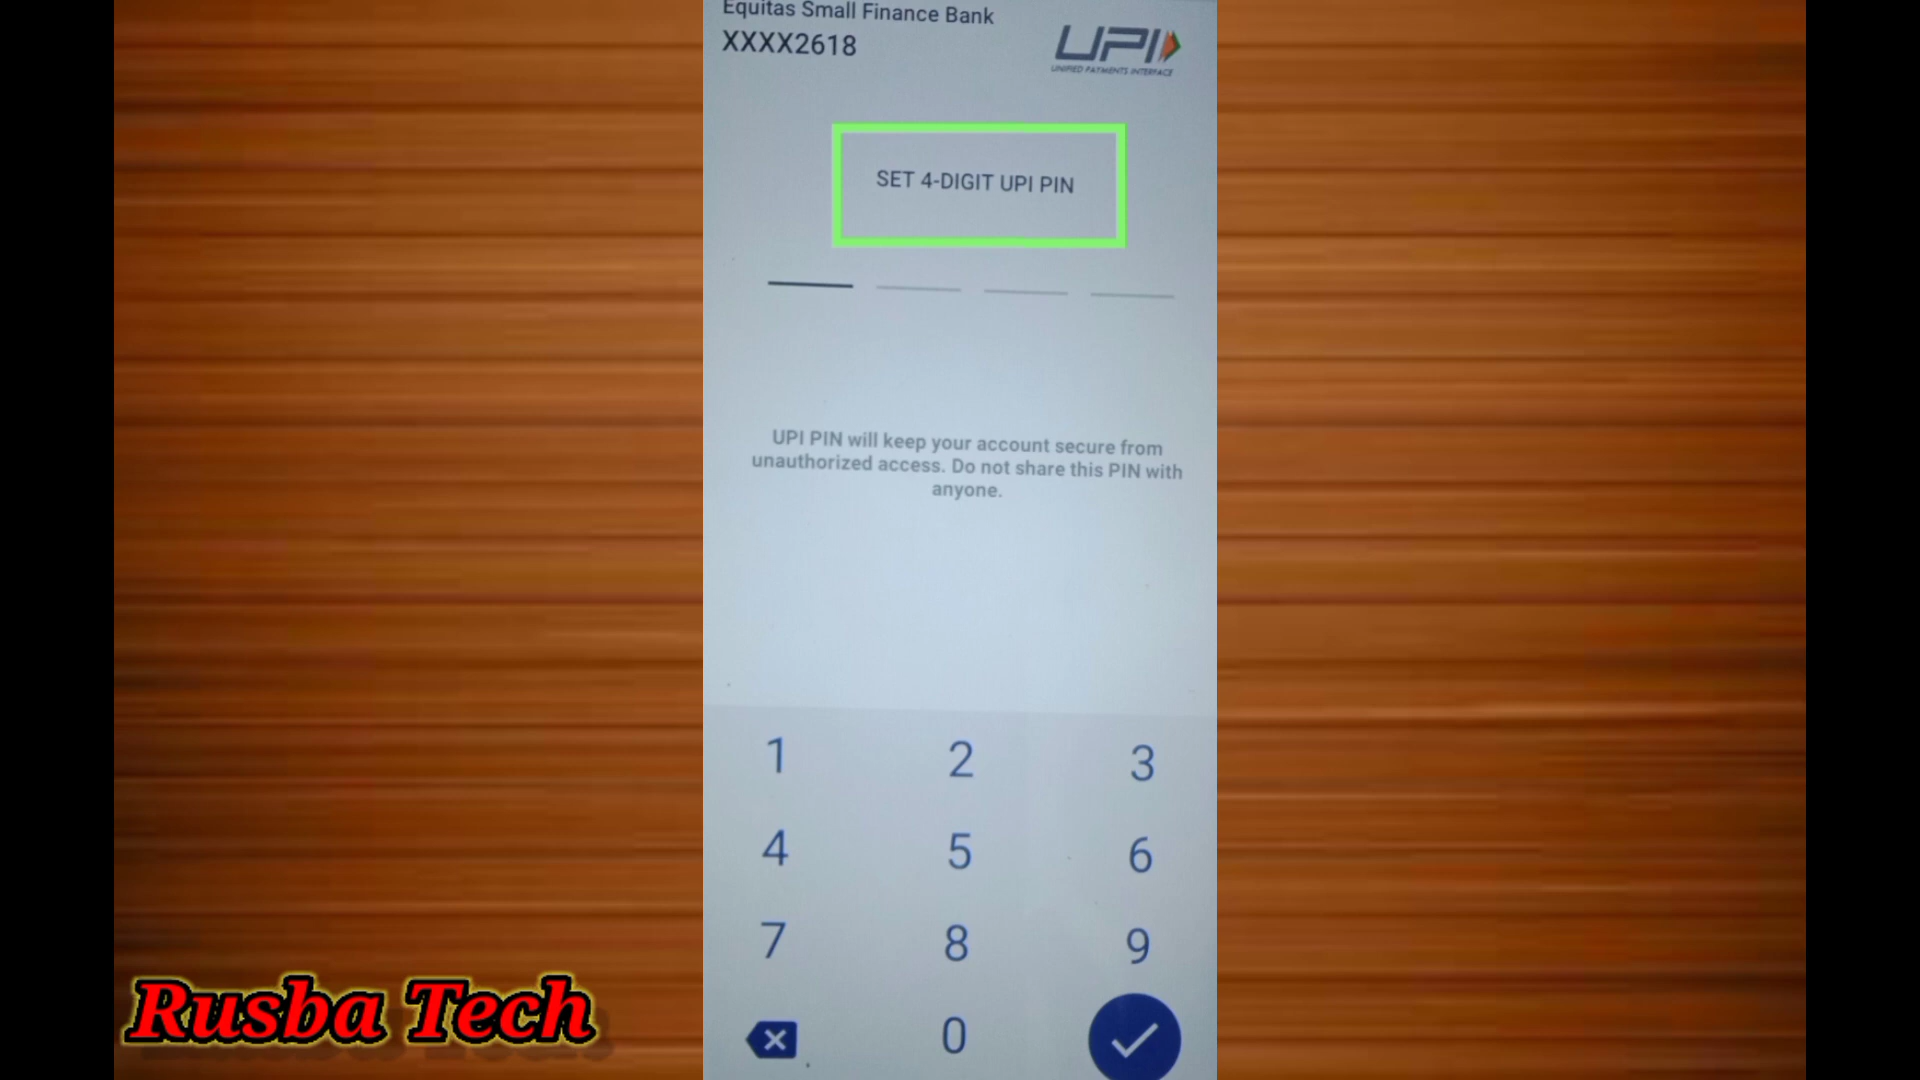 Equitas Small Finance Bank
XXXX2618
UPI
UNIFIED PAYMENTS INTERFACE
SET 4-DIGIT UPI PIN
UPI PIN will keep your account secure from
unauthorized access. Do not share this PIN with
anyone.
1 2 3
4 5 6
7 8 9
0
Rusba Tech